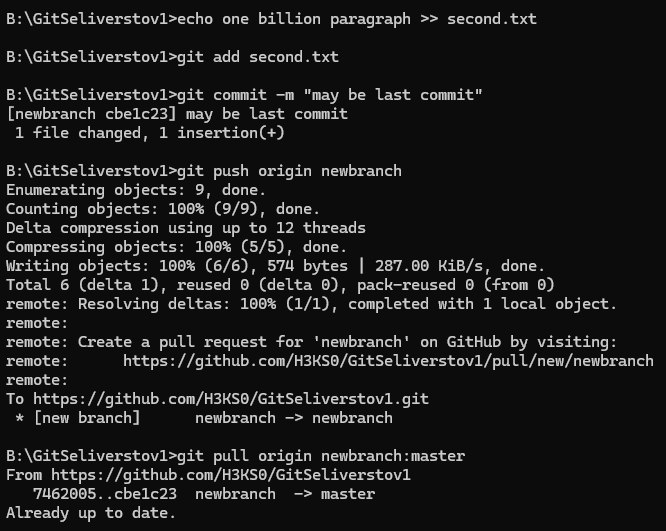 B:\GitSeliverstov1>echo one billion paragraph >> second.txt
B:\GitSeliverstov1>git add second.txt
B:\GitSeliverstov1>git commit -m "may be last commit"
[newbranch cbe1c23] may be last commit
 1 file changed, 1 insertion(+)
B:\GitSeliverstov1>git push origin newbranch
Enumerating objects: 9, done.
Counting objects: 100% (9/9), done.
Delta compression using up to 12 threads
Compressing objects: 100% (5/5), done.
Writing objects: 100% (6/6), 574 bytes | 287.00 KiB/s, done.
Total 6 (delta 1), reused 0 (delta 0), pack-reused 0 (from 0)
remote: Resolving deltas: 100% (1/1), completed with 1 local object.
remote:
remote: Create a pull request for 'newbranch' on GitHub by visiting:
remote:      https://github.com/H3KS0/GitSeliverstov1/pull/new/newbranch
remote:
To https://github.com/H3KS0/GitSeliverstov1.git
 * [new branch]      newbranch -> newbranch
B:\GitSeliverstov1>git pull origin newbranch:master
From https://github.com/H3KS0/GitSeliverstov1
   7462005..cbe1c23  newbranch  -> master
Already up to date.